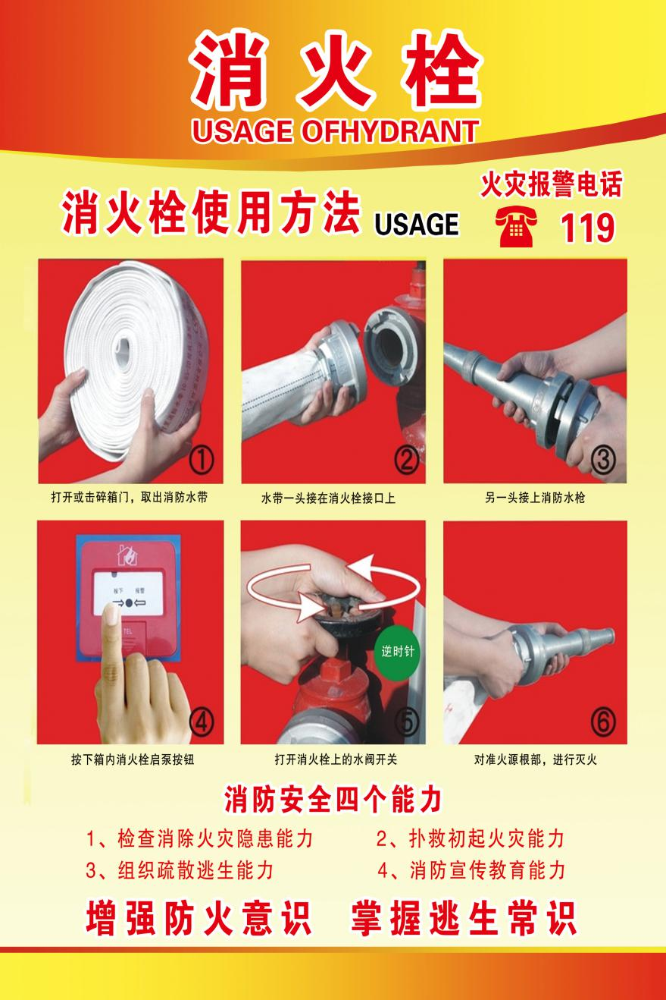 消火栓
USAGE OFHYDRANT
消火栓使用方法 USAGE
火灾报警电话
119
①
②
③
打开或击碎箱门，取出消防水带
水带一头接在消火栓接口上
另一头接上消防水枪
按下 报警
TEL
逆时针
④
⑤
⑥
按下箱内消火栓启泵按钮
打开消火栓上的水阀开关
对准火源根部，进行灭火
消防安全四个能力
1、检查消除火灾隐患能力
2、扑救初起火灾能力
3、组织疏散逃生能力
4、消防宣传教育能力
增强防火意识 掌握逃生常识